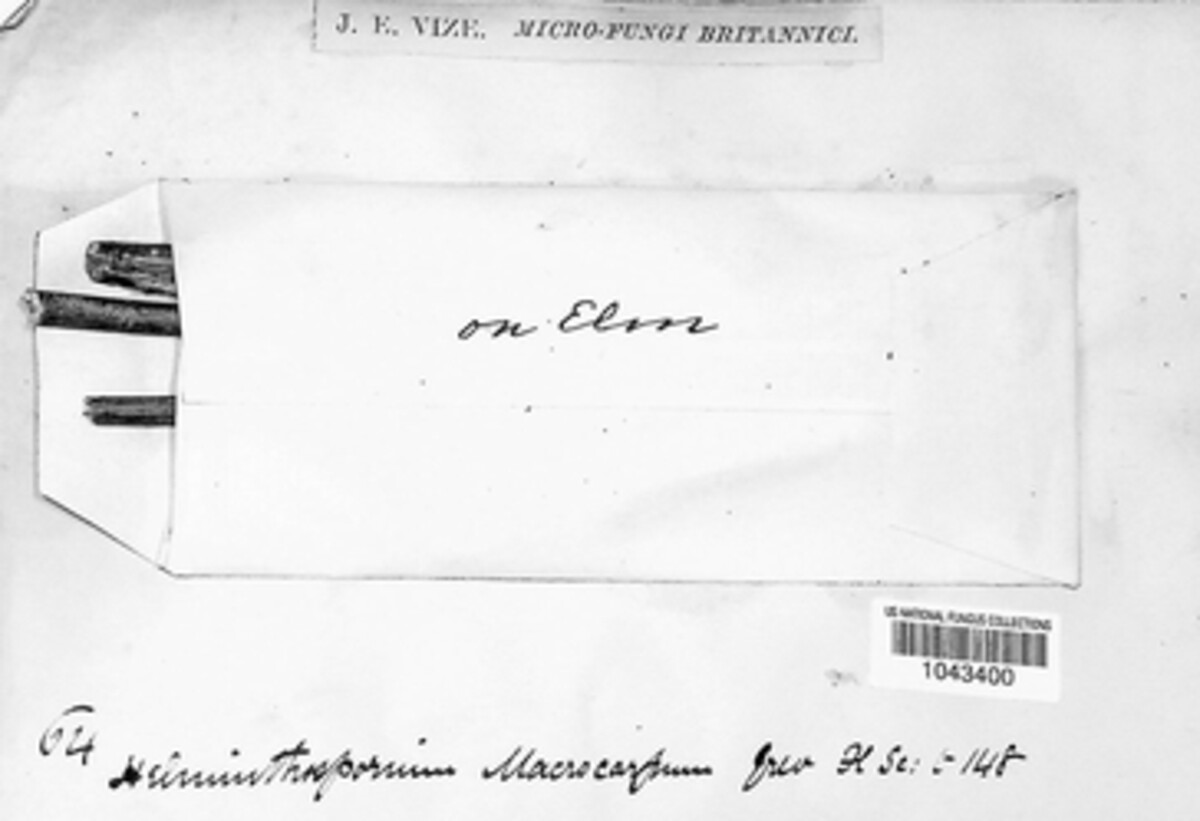 J. E. VIZE. MICRO-FUNGI BRITANNICI.
on Elm
US NATIONAL FUNGUS COLLECTIONS
1043400
64 Helminthosporium Macrocarpum Grev Sc: 148